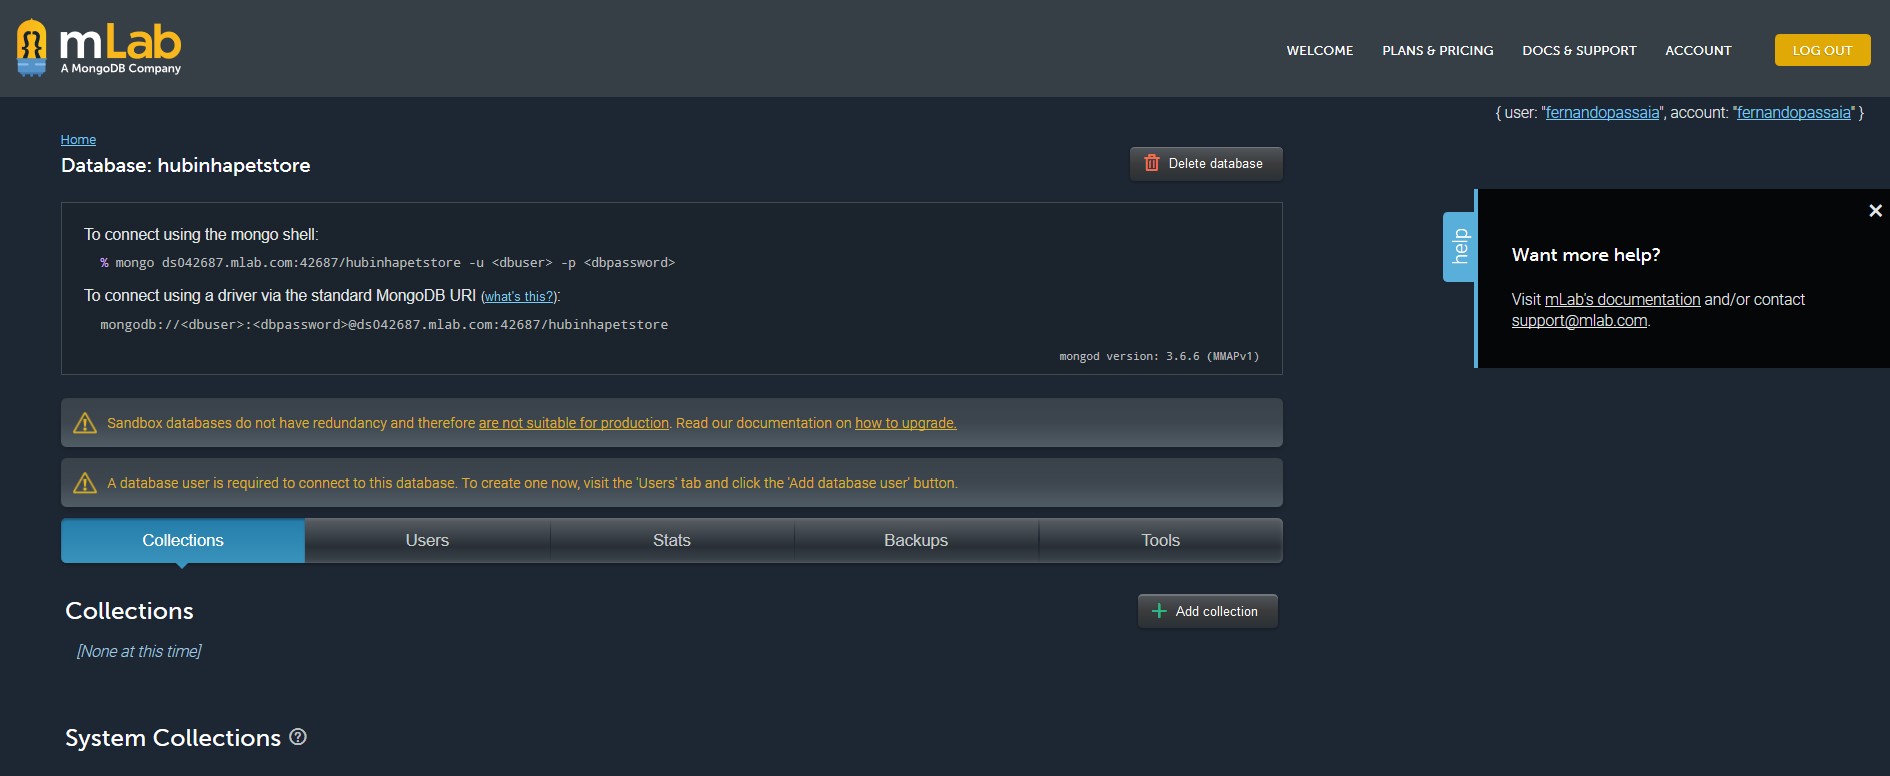 mLab
A MongoDB Company
WELCOME PLANS & PRICING DOCS & SUPPORT ACCOUNT LOG OUT
{ user: "fernandopassaia", account: "fernandopassaia" }
Home
Database: hubinhapetstore
Delete database
To connect using the mongo shell:
% mongo ds042687.mlab.com:42687/hubinhapetstore -u <dbuser> -p <dbpassword>
To connect using a driver via the standard MongoDB URI (what's this?):
mongodb://<dbuser>:<dbpassword>@ds042687.mlab.com:42687/hubinhapetstore
mongod version: 3.6.6 (MMAPv1)
help
Want more help?
Visit mLab's documentation and/or contact
support@mlab.com.
Sandbox databases do not have redundancy and therefore are not suitable for production. Read our documentation on how to upgrade.
A database user is required to connect to this database. To create one now, visit the 'Users' tab and click the 'Add database user' button.
Collections Users Stats Backups Tools
Collections
Add collection
[None at this time]
System Collections